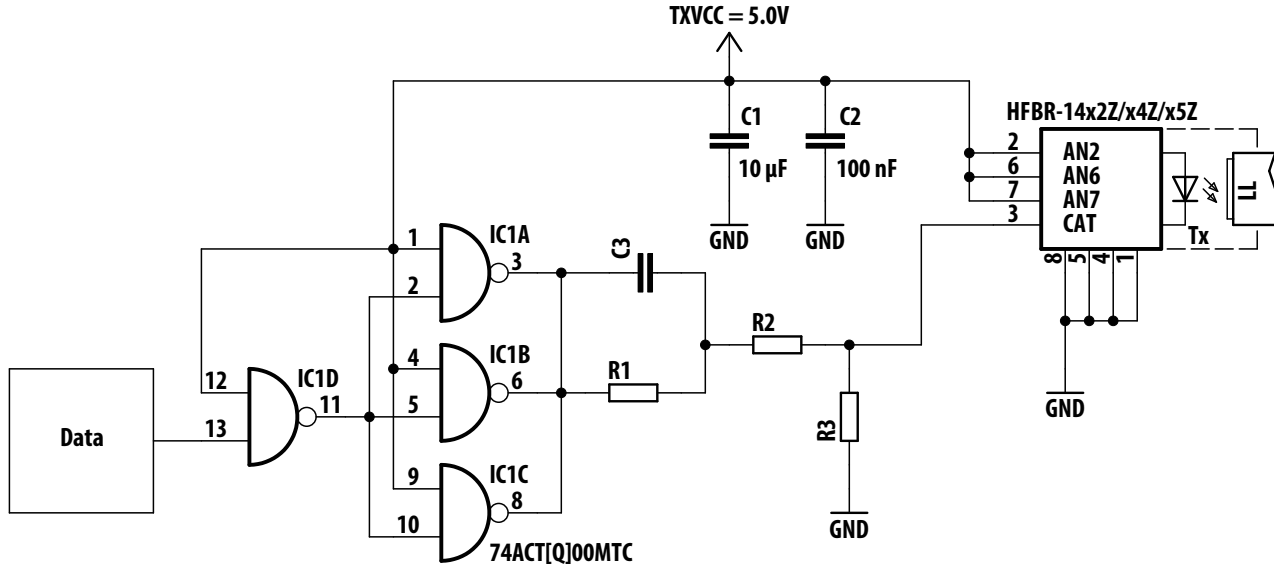 TXVCC = 5.0V
C1
10 µF
GND
C2
100 nF
GND
HFBR-14x2Z/x4Z/x5Z
2 AN2
6 AN6
7 AN7
3 CAT
8 5 4 1
Tx
LL
GND
Data
12
13
IC1D
11
1
2
IC1A
3
4
5
IC1B
6
9
10
IC1C
8
74ACT[Q]00MTC
C3
R1
R2
R3
GND